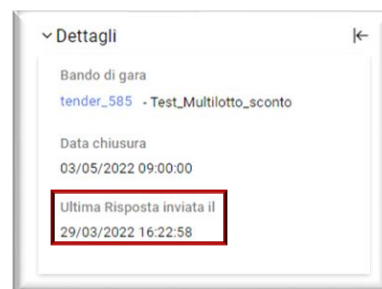 Dettagli
Bando di gara
tender_585 - Test_Multilotto_sconto
Data chiusura
03/05/2022 09:00:00
Ultima Risposta inviata il
29/03/2022 16:22:58